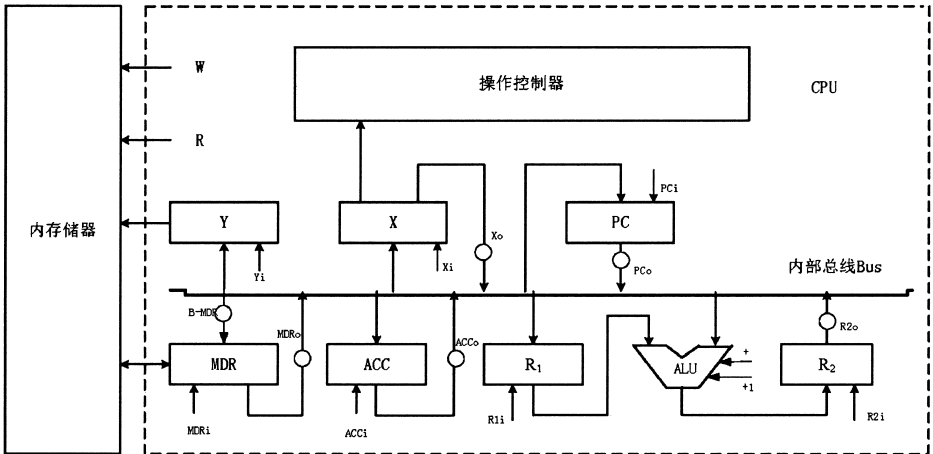 操作控制器
CPU
W
R
内存储器
Y
X
PC
PCi
Yi
Xi
Xo
PCo
内部总线Bus
B-MDR
MDRo
ACCo
R2o
MDR
ACC
R₁
ALU
+
+1
R₂
MDRi
ACCi
R1i
R2i